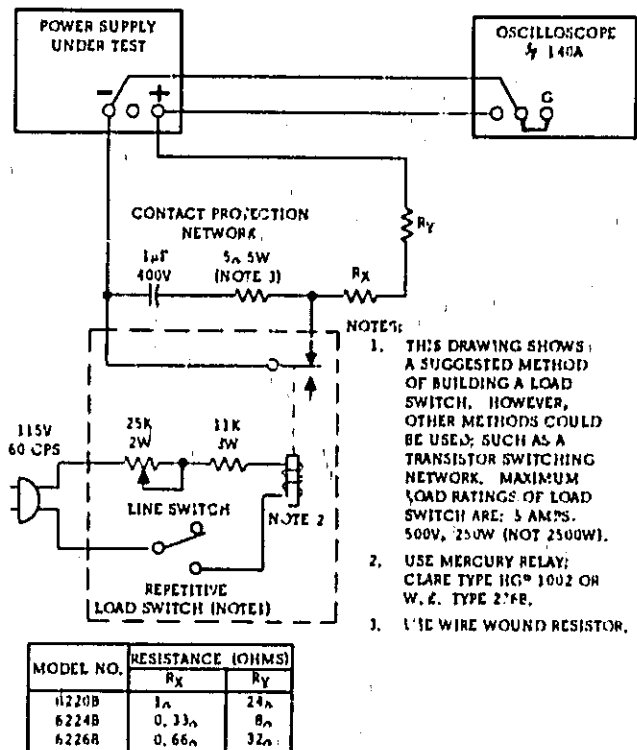 POWER SUPPLY
UNDER TEST
OSCILLOSCOPE
140A
- +
G
CONTACT PROTECTION
NETWORK
RY
1µF
400V
5Ω 5W
(NOTE 3)
RX
NOTES:
1. THIS DRAWING SHOWS
A SUGGESTED METHOD
OF BUILDING A LOAD
SWITCH. HOWEVER,
OTHER METHODS COULD
BE USED; SUCH AS A
TRANSISTOR SWITCHING
NETWORK. MAXIMUM
LOAD RATINGS OF LOAD
SWITCH ARE: 5 AMPS.
500V, 250W (NOT 2500W).
2. USE MERCURY RELAY;
CLARE TYPE HG® 1002 OR
W.E. TYPE 276B.
3. USE WIRE WOUND RESISTOR.
115V
60 CPS
25K
2W
11K
3W
LINE SWITCH
NOTE 2
REPETITIVE
LOAD SWITCH (NOTE1)
MODEL NO. RESISTANCE (OHMS)
RX RY
6220B 1Ω 24Ω
6224B 0.33Ω 8Ω
6226B 0.66Ω 32Ω